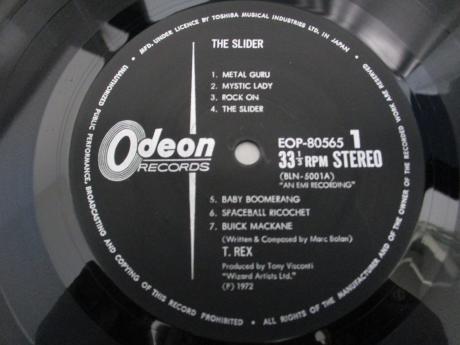 MFD. UNDER LICENCE BY TOSHIBA MUSICAL INDUSTRIES LTD. IN JAPAN •
THE SLIDER
1. METAL GURU
2. MYSTIC LADY
3. ROCK ON
4. THE SLIDER
Odeon
RECORDS
EOP-80565 1
33 1/3 RPM STEREO
(BLN-5001A)
"AN EMI RECORDING"
5. BABY BOOMERANG
6. SPACEBALL RICOCHET
7. BUICK MACKANE
(Written & Composed by Marc Bolan)
T. REX
Produced by Tony Visconti
"Wizard Artists Ltd."
(P) 1972
• ALL RIGHTS OF THE MANUFACTURER AND OF THE OWNER OF THE RECORDED WORK ARE RESERVED
UNAUTHORIZED PUBLIC PERFORMANCE, BROADCASTING AND COPYING OF THIS RECORD PROHIBITED •